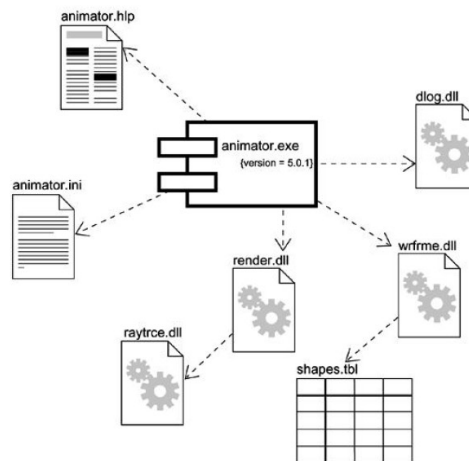 animator.hlp
dlog.dll
animator.exe
{version = 5.0.1}
animator.ini
render.dll
wrfrme.dll
raytrce.dll
shapes.tbl